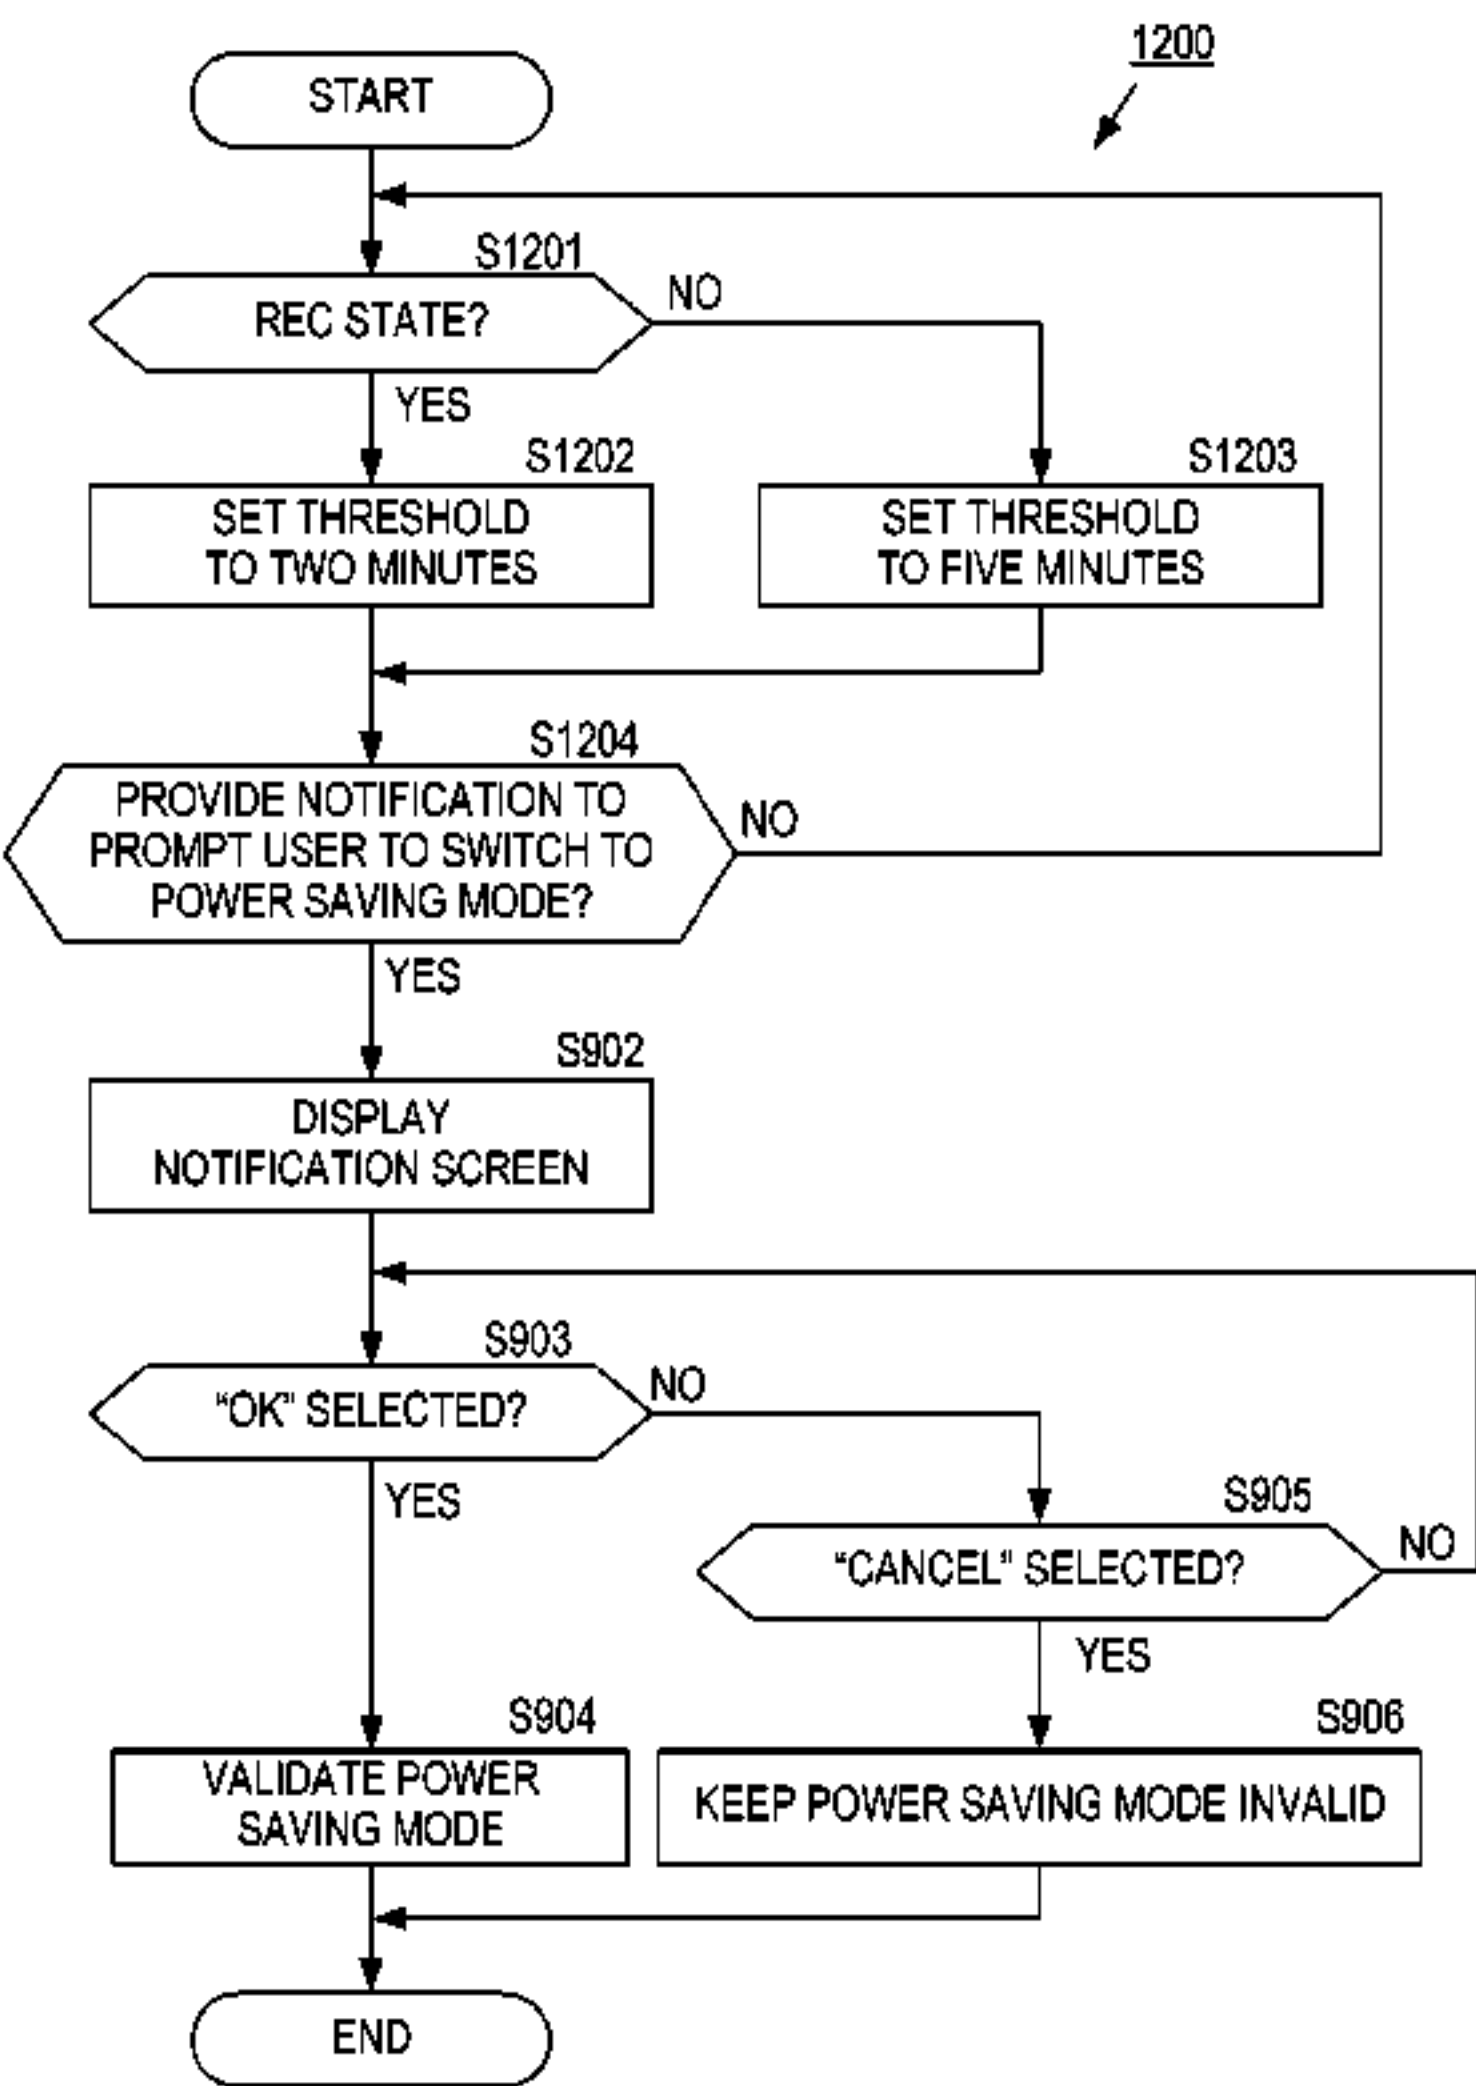 1200
START
S1201
REC STATE?
NO
YES
S1202
SET THRESHOLD
TO TWO MINUTES
S1203
SET THRESHOLD
TO FIVE MINUTES
S1204
PROVIDE NOTIFICATION TO
PROMPT USER TO SWITCH TO
POWER SAVING MODE?
NO
YES
S902
DISPLAY
NOTIFICATION SCREEN
S903
“OK” SELECTED?
NO
YES
S905
“CANCEL” SELECTED?
NO
YES
S904
VALIDATE POWER
SAVING MODE
S906
KEEP POWER SAVING MODE INVALID
END